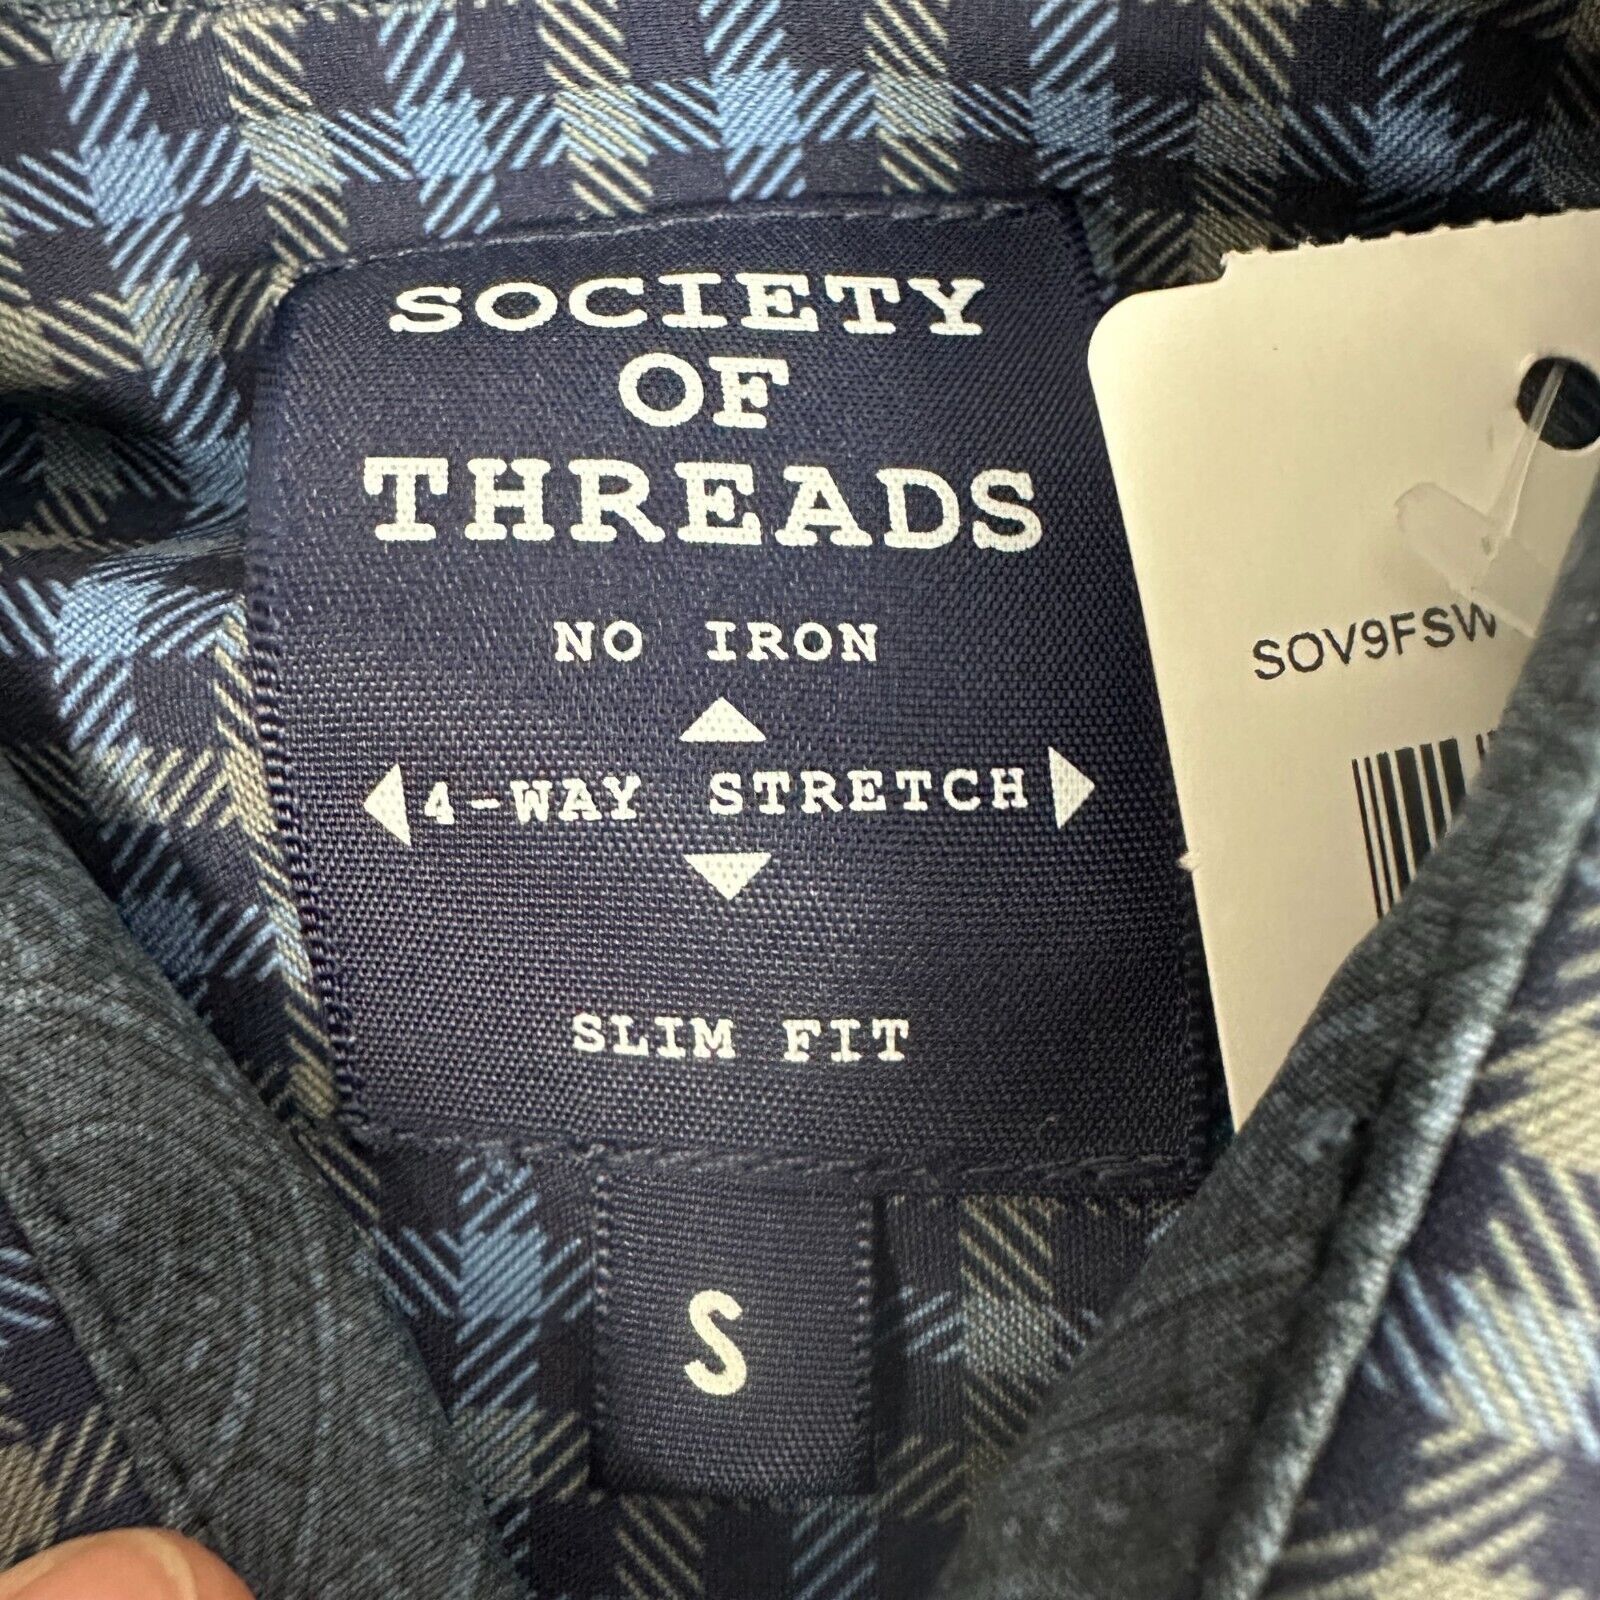 SOCIETY
OF
THREADS
NO IRON
4-WAY STRETCH
SLIM FIT
S
SOV9FSW